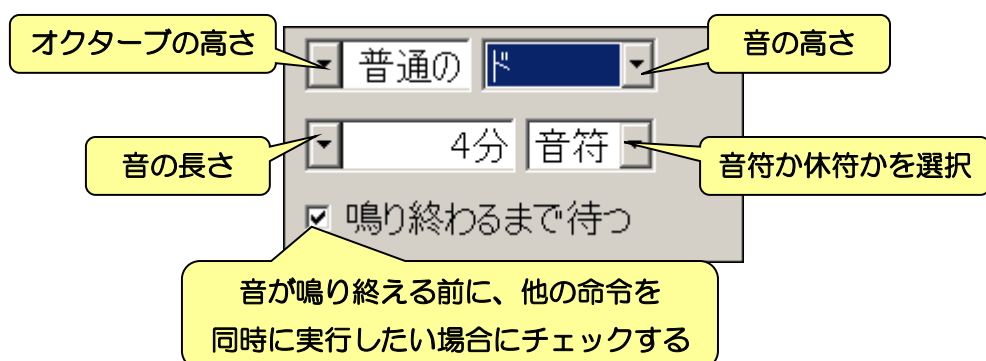 オクターブの高さ
普通の ド
音の高さ
音の長さ
4分 音符
音符か休符かを選択
鳴り終わるまで待つ
音が鳴り終える前に、他の命令を
同時に実行したい場合にチェックする